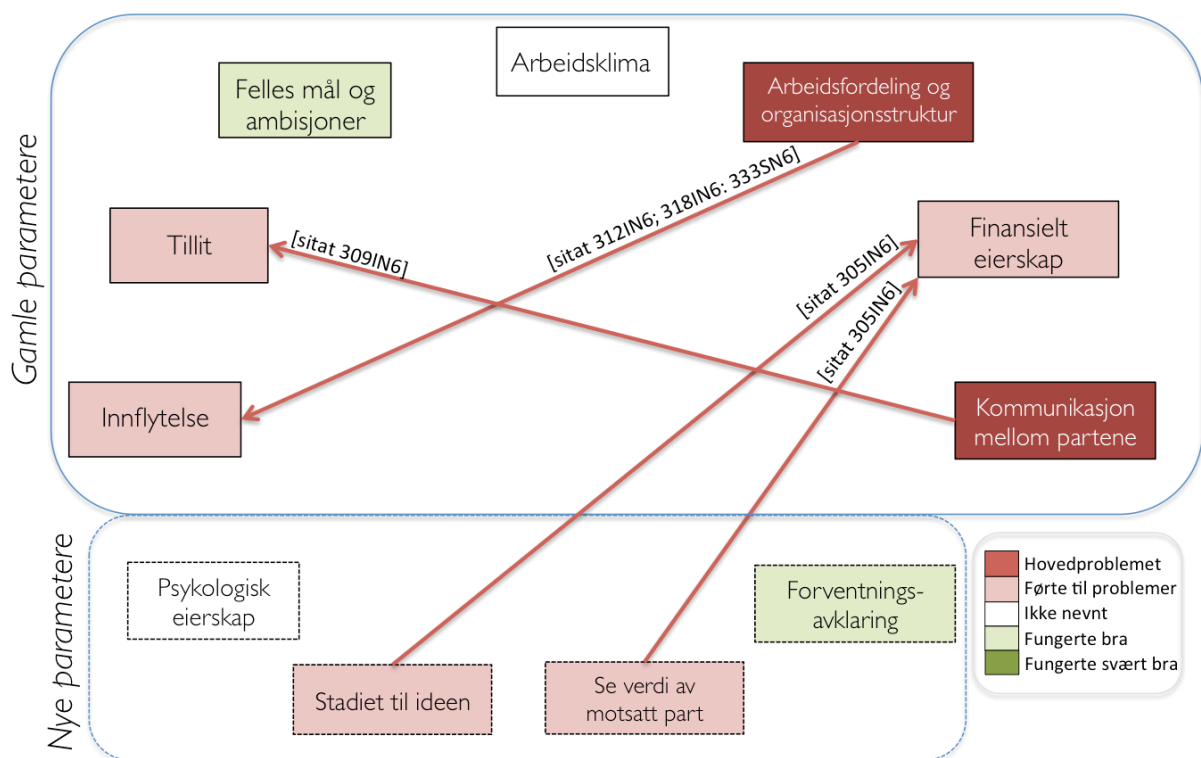 Gamle parametere
Arbeidsklima
Felles mål og
ambisjoner
Arbeidsfordeling og
organisasjonsstruktur
[sitat 312IN6; 318IN6: 333SN6]
Tillit
[sitat 309IN6]
[sitat 305IN6]
[sitat 305IN6]
Finansielt
eierskap
Innflytelse
Kommunikasjon
mellom partene
Nye parametere
Psykologisk
eierskap
Forventnings-
avklaring
Stadiet til ideen
Se verdi av
motsatt part
Hovedproblemet
Førte til problemer
Ikke nevnt
Fungerte bra
Fungerte svært bra